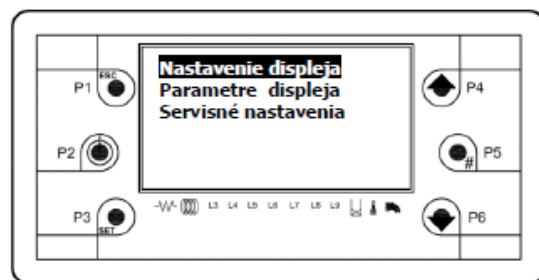 ESC
P1
Nastavenie displeja
Parametre displeja
Servisné nastavenia
P4
P2
P5
#
P3
SET
L3 L4 L5 L6 L7 L8 L9
P6